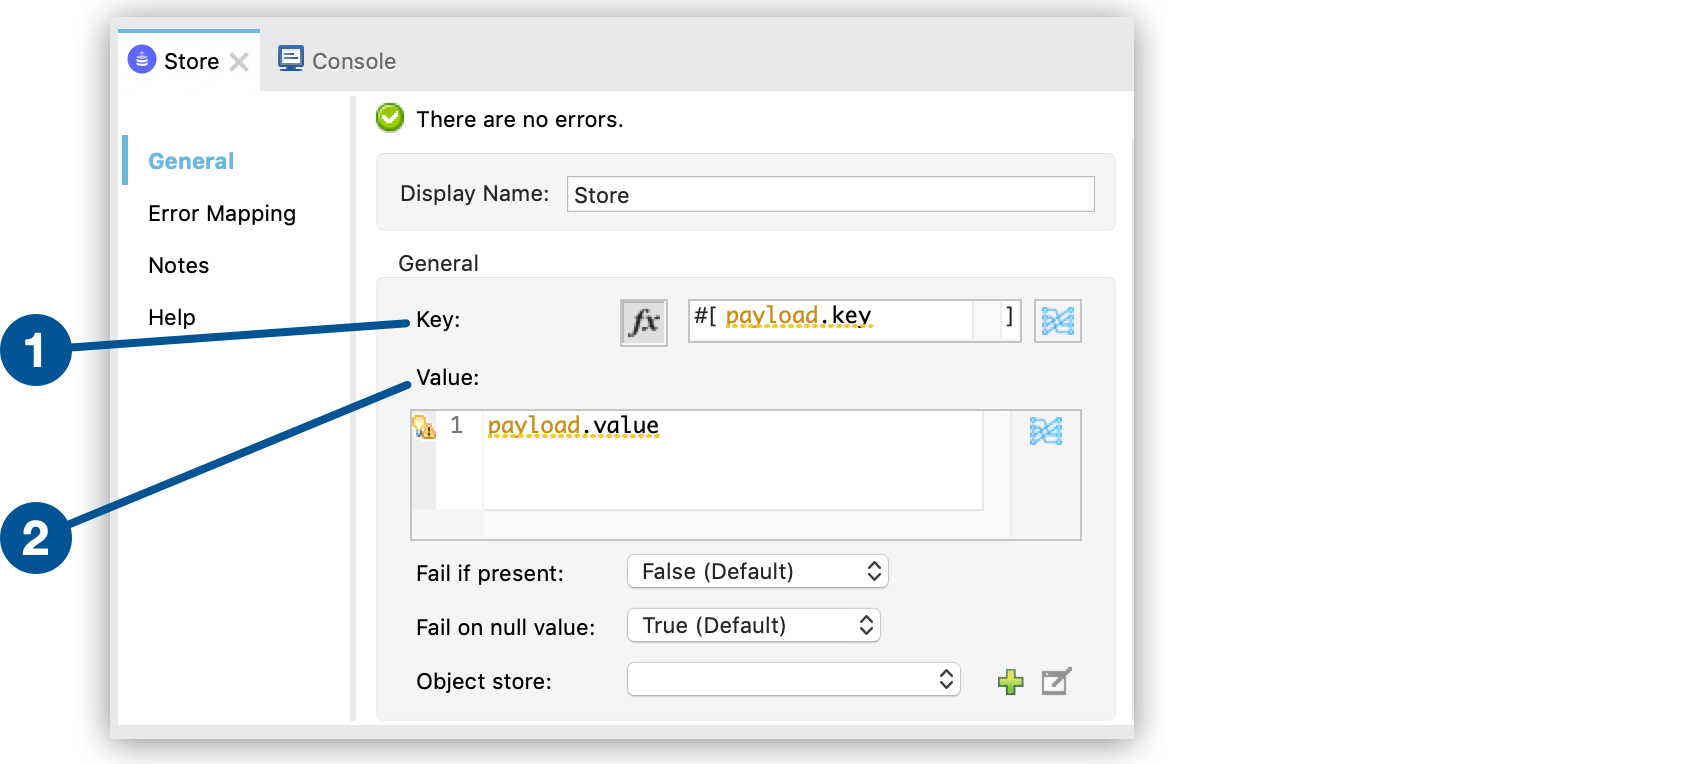 Store
Console
There are no errors.
General
Error Mapping
Notes
Help
Display Name: Store
General
Key: fx #[ payload.key ]
Value:
1 payload.value
Fail if present: False (Default)
Fail on null value: True (Default)
Object store:
1
2